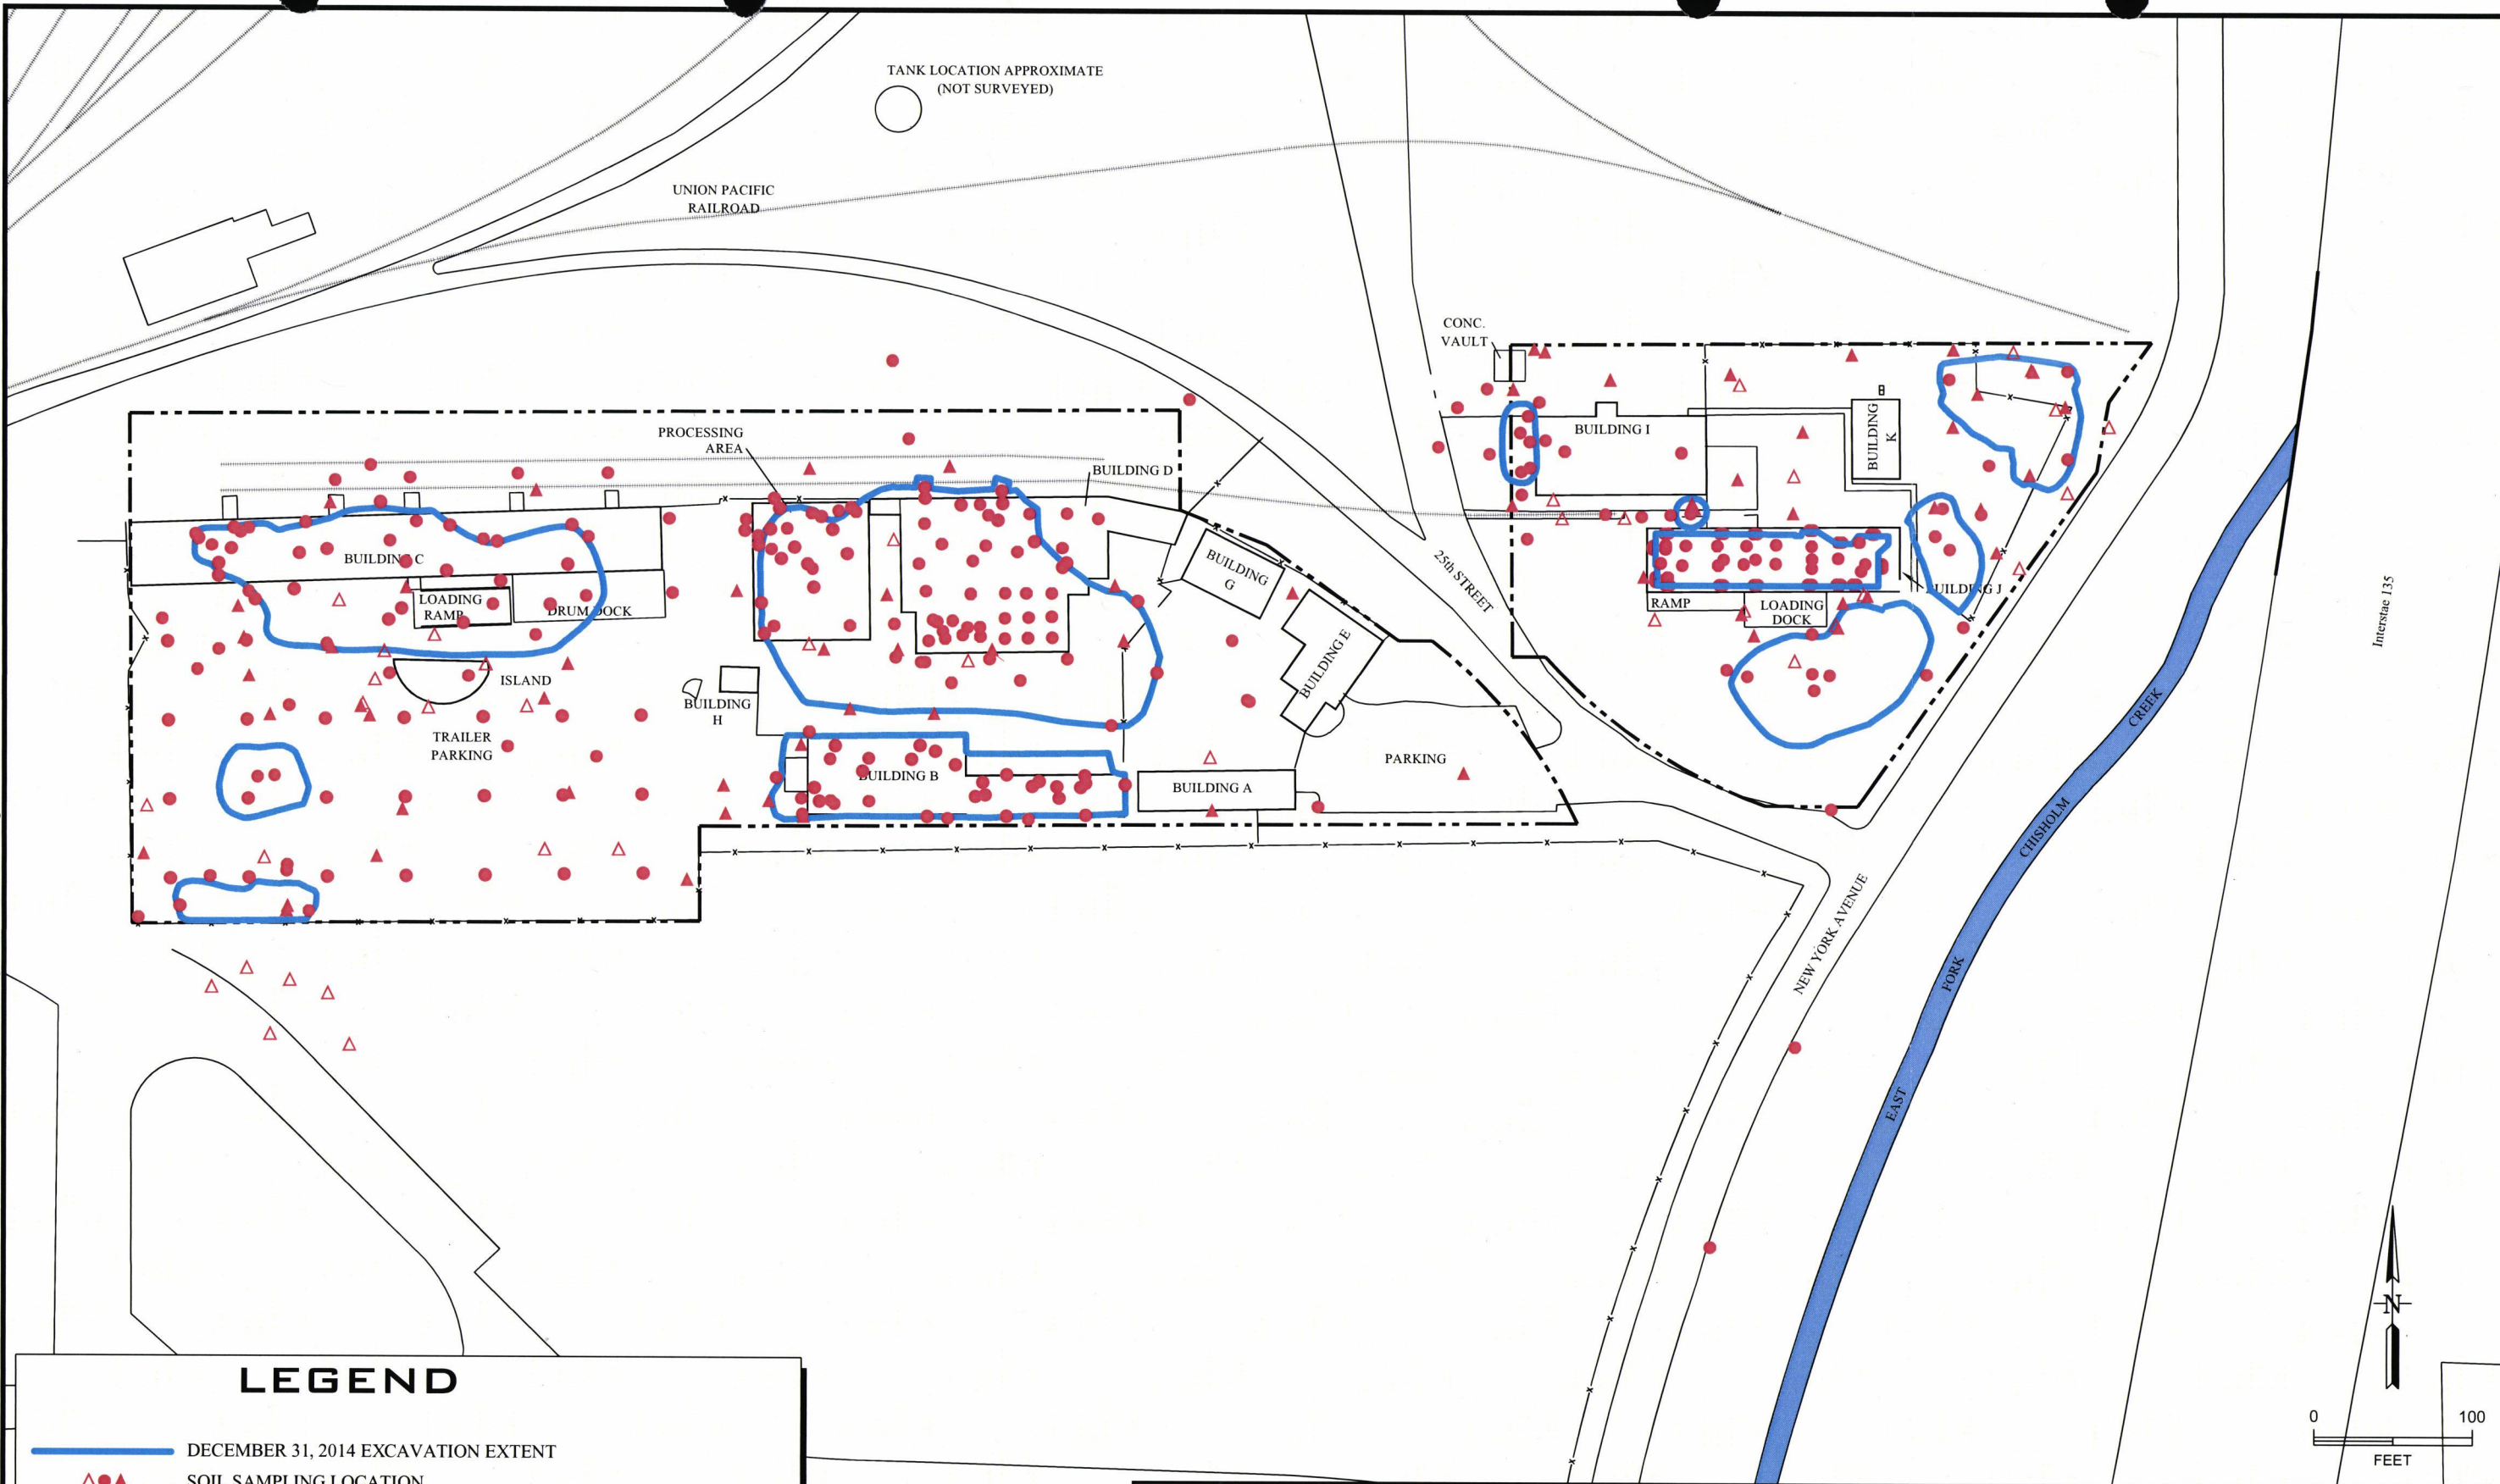 TANK LOCATION APPROXIMATE
(NOT SURVEYED)
UNION PACIFIC
RAILROAD
CONC.
VAULT
PROCESSING
AREA
BUILDING D
BUILDING I
BUILDING
K
BUILDING C
LOADING
RAMP
DRUM DOCK
BUILDING
G
25th STREET
BUILDING E
RAMP
LOADING
DOCK
BUILDING J
Interstae 135
ISLAND
BUILDING
H
TRAILER
PARKING
BUILDING B
BUILDING A
PARKING
NEW YORK AVENUE
EAST
FORK
CHISHOLM
CREEK
N
0 100
FEET
LEGEND
DECEMBER 31, 2014 EXCAVATION EXTENT
SOIL SAMPLING LOCATION